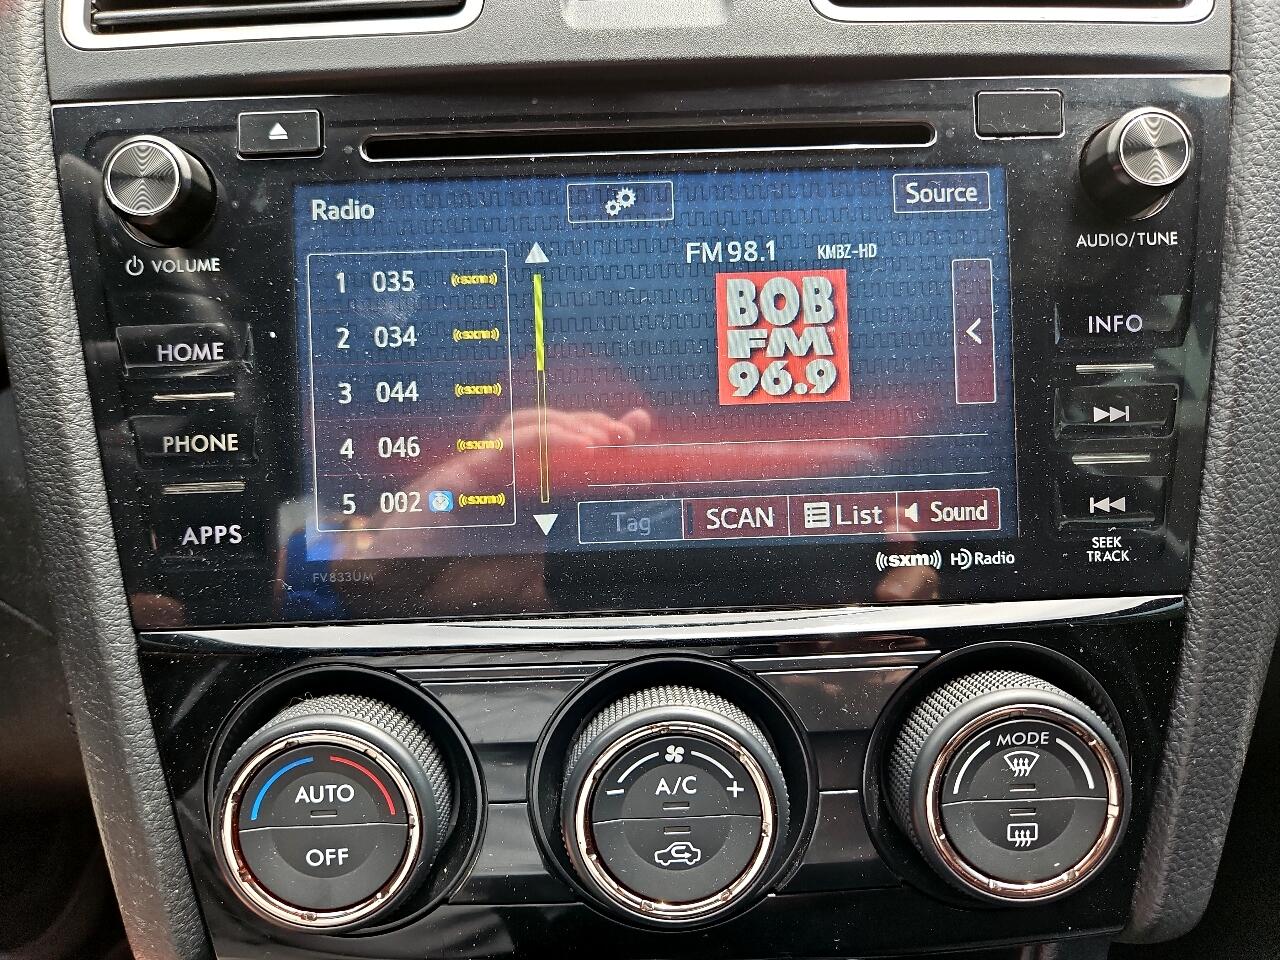 Radio
Source
FM 98.1 KMBZ-HD
BOB
FM
96.9
1 035 ((sxm))
2 034 ((sxm))
3 044 ((sxm))
4 046 ((sxm))
5 002 ((sxm))
Tag
SCAN
List
Sound
((sxm)) HD Radio
FV833UM
VOLUME
HOME
PHONE
APPS
AUDIO/TUNE
INFO
SEEK
TRACK
AUTO
OFF
A/C
- +
MODE